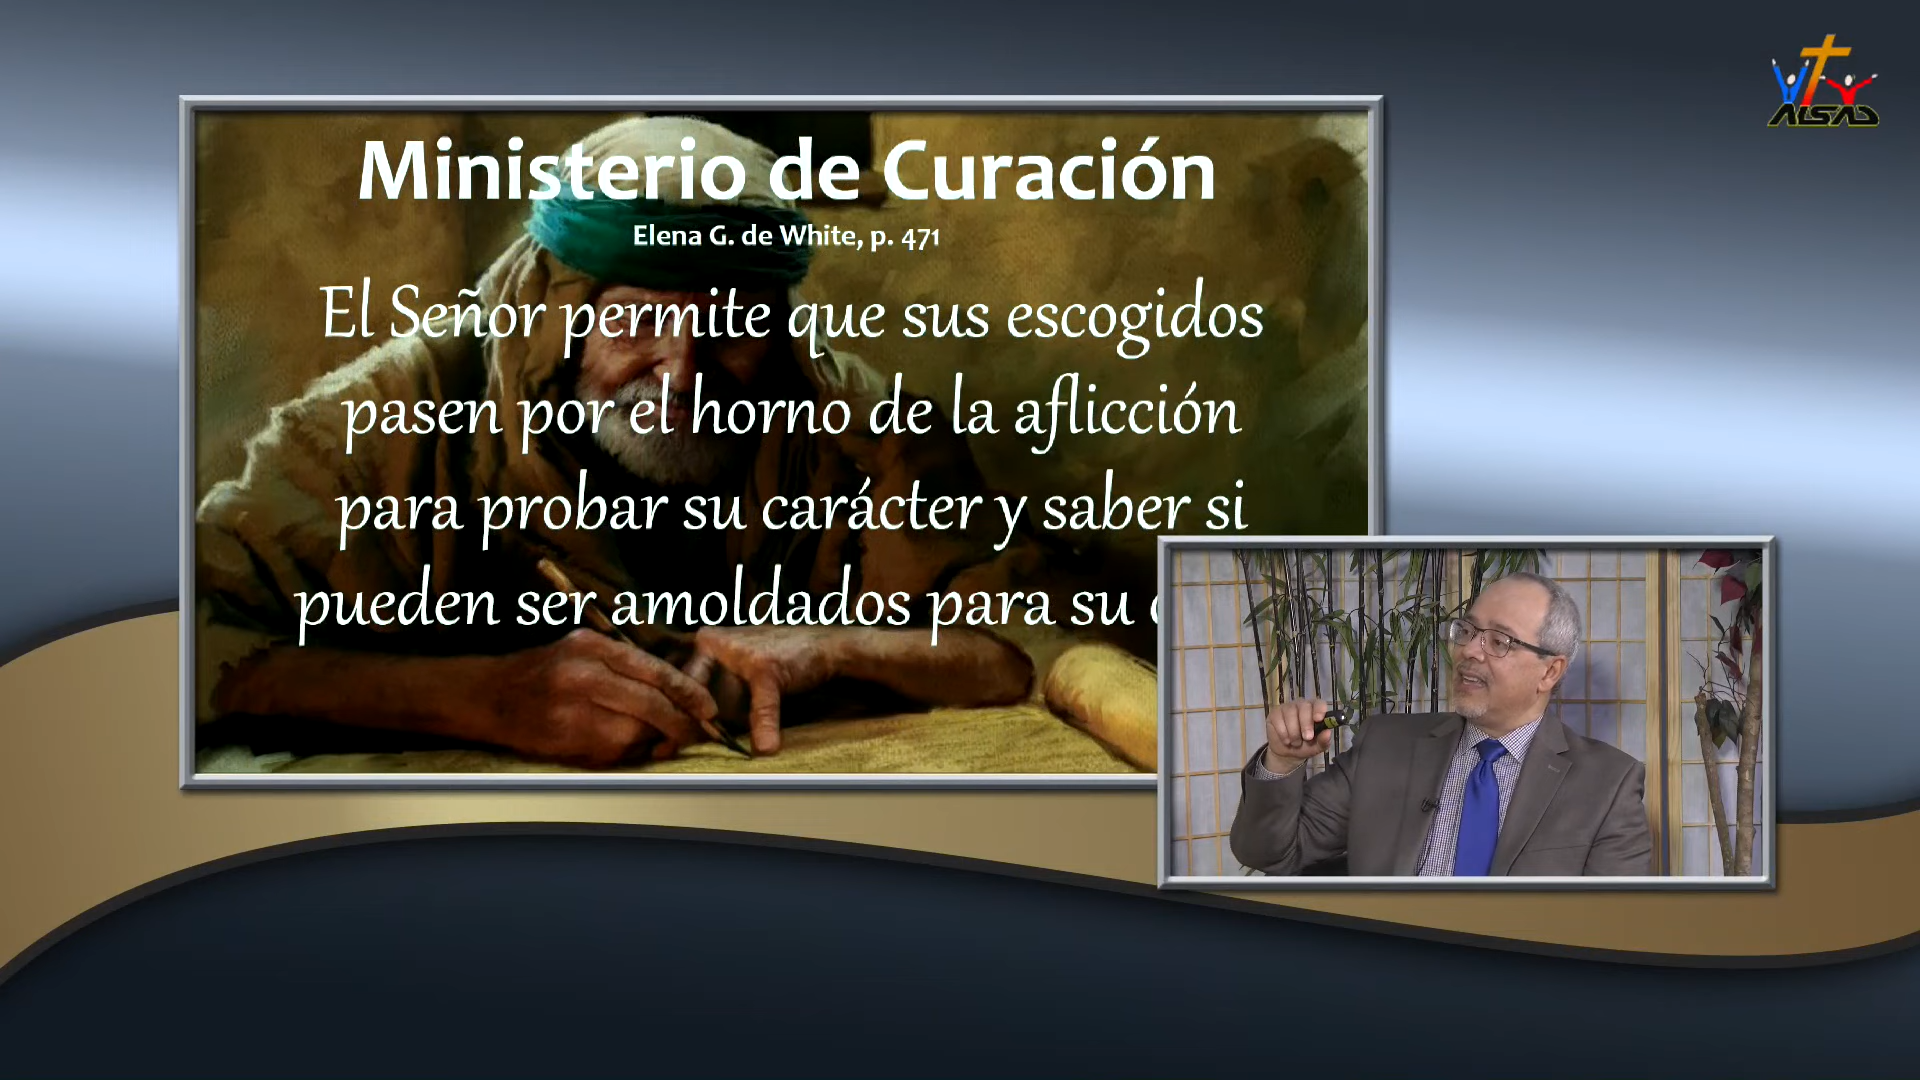 Ministerio de Curación
Elena G. de White, p. 471
El Señor permite que sus escogidos
pasen por el horno de la aflicción
para probar su carácter y saber si
pueden ser amoldados para su
ALSAD